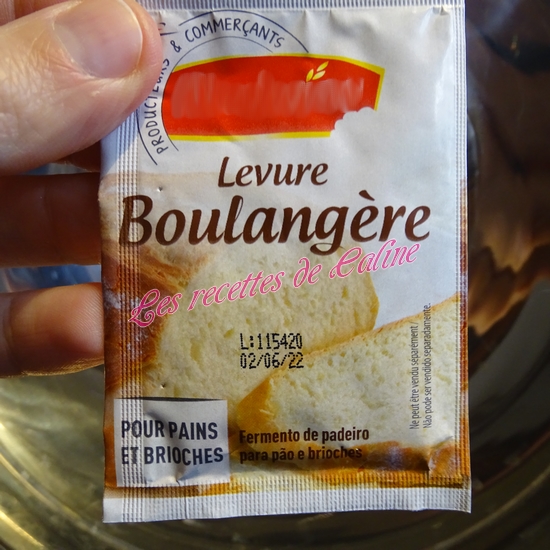 PRODUCTEURS & COMMERÇANTS
Levure
Boulangère
Les recettes de Caline
L:115420
02/06/22
Ne peut être vendu séparément
Não pode ser vendido separadamente.
POUR PAINS
ET BRIOCHES
Fermento de padeiro
para pão e brioches